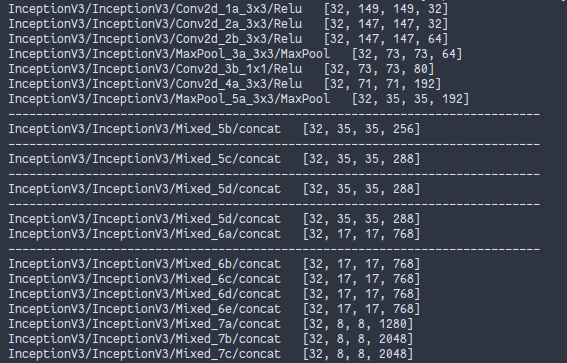 InceptionV3/InceptionV3/Conv2d_1a_3x3/Relu   [32, 149, 149, 32]
InceptionV3/InceptionV3/Conv2d_2a_3x3/Relu   [32, 147, 147, 32]
InceptionV3/InceptionV3/Conv2d_2b_3x3/Relu   [32, 147, 147, 64]
InceptionV3/InceptionV3/MaxPool_3a_3x3/MaxPool   [32, 73, 73, 64]
InceptionV3/InceptionV3/Conv2d_3b_1x1/Relu   [32, 73, 73, 80]
InceptionV3/InceptionV3/Conv2d_4a_3x3/Relu   [32, 71, 71, 192]
InceptionV3/InceptionV3/MaxPool_5a_3x3/MaxPool   [32, 35, 35, 192]
----------------------------------------------------------------------------
InceptionV3/InceptionV3/Mixed_5b/concat   [32, 35, 35, 256]
----------------------------------------------------------------------------
InceptionV3/InceptionV3/Mixed_5c/concat   [32, 35, 35, 288]
----------------------------------------------------------------------------
InceptionV3/InceptionV3/Mixed_5d/concat   [32, 35, 35, 288]
----------------------------------------------------------------------------
InceptionV3/InceptionV3/Mixed_5d/concat   [32, 35, 35, 288]
InceptionV3/InceptionV3/Mixed_6a/concat   [32, 17, 17, 768]
----------------------------------------------------------------------------
InceptionV3/InceptionV3/Mixed_6b/concat   [32, 17, 17, 768]
InceptionV3/InceptionV3/Mixed_6c/concat   [32, 17, 17, 768]
InceptionV3/InceptionV3/Mixed_6d/concat   [32, 17, 17, 768]
InceptionV3/InceptionV3/Mixed_6e/concat   [32, 17, 17, 768]
InceptionV3/InceptionV3/Mixed_7a/concat   [32, 8, 8, 1280]
InceptionV3/InceptionV3/Mixed_7b/concat   [32, 8, 8, 2048]
InceptionV3/InceptionV3/Mixed_7c/concat   [32, 8, 8, 2048]